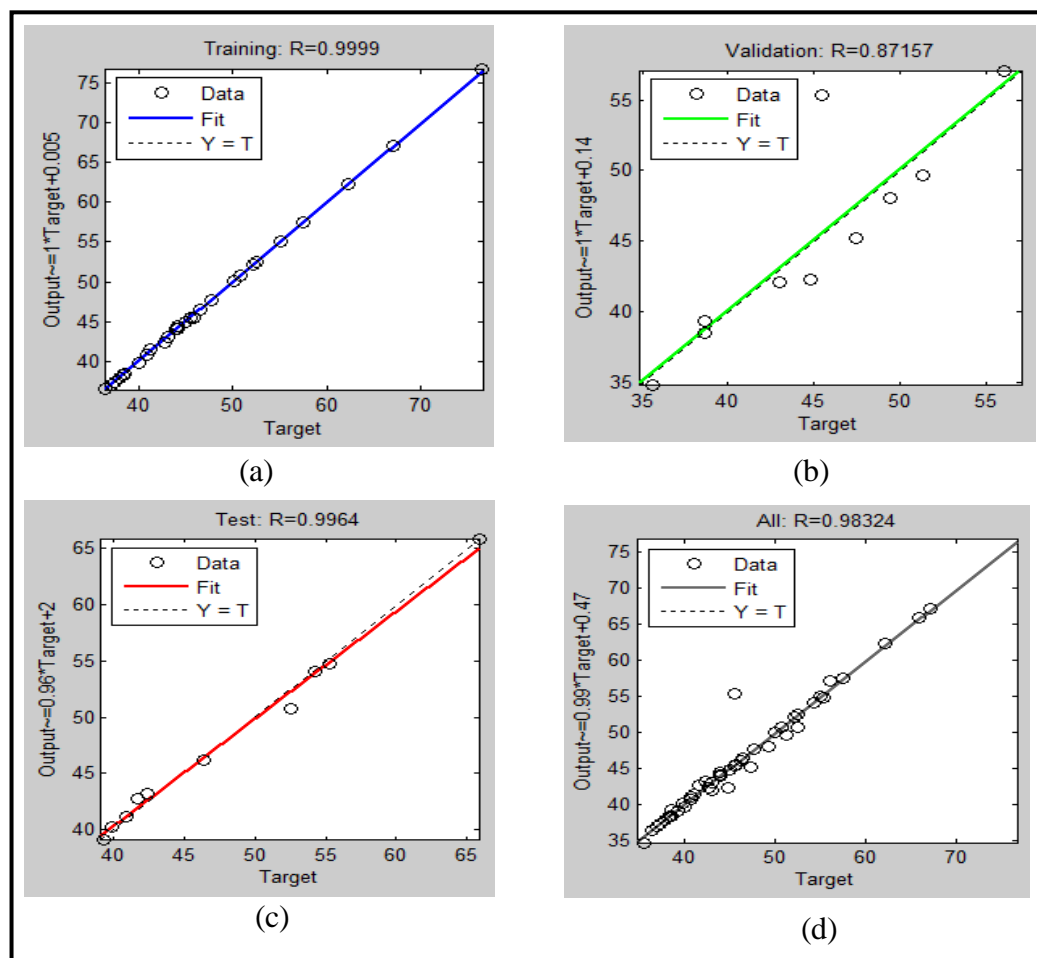 Training: R=0.9999
Data
Fit
Y = T
Output~=1*Target+0.005
75
70
65
60
55
50
45
40
40 50 60 70
Target
(a)
Validation: R=0.87157
Data
Fit
Y = T
Output~=1*Target+0.14
55
50
45
40
35
35 40 45 50 55
Target
(b)
Test: R=0.9964
Data
Fit
Y = T
Output~=0.96*Target+2
65
60
55
50
45
40
40 45 50 55 60 65
Target
(c)
All: R=0.98324
Data
Fit
Y = T
Output~=0.99*Target+0.47
75
70
65
60
55
50
45
40
35
40 50 60 70
Target
(d)